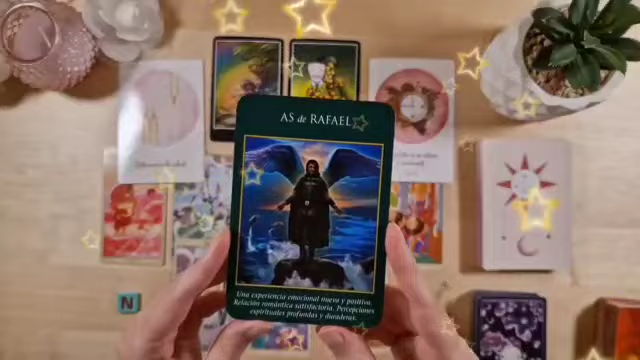 AS de RAFAEL
Una experiencia emocional nueva y positiva.
Relación romántica satisfactoria. Percepciones
espirituales profundas y duraderas.
N